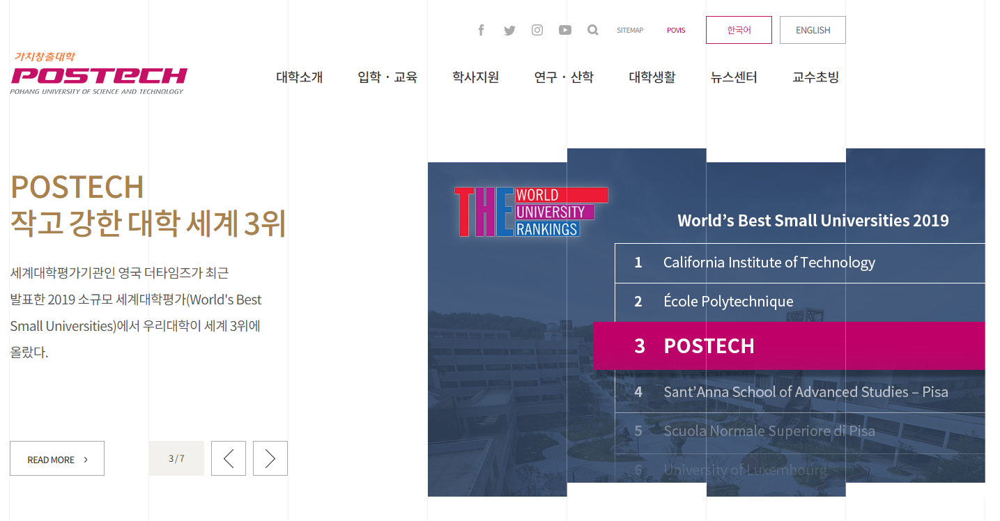 SITEMAP
POVIS
한국어
ENGLISH
가치창출대학
POSTECH
POHANG UNIVERSITY OF SCIENCE AND TECHNOLOGY
대학소개
입학 · 교육
학사지원
연구 · 산학
대학생활
뉴스센터
교수초빙
POSTECH
작고 강한 대학 세계 3위
세계대학평가기관인 영국 더타임즈가 최근
발표한 2019 소규모 세계대학평가(World's Best
Small Universities)에서 우리대학이 세계 3위에
올랐다.
READ MORE
3 / 7
THE WORLD
UNIVERSITY
RANKINGS
World’s Best Small Universities 2019
1 California Institute of Technology
2 École Polytechnique
3 POSTECH
4 Sant’Anna School of Advanced Studies – Pisa
5 Scuola Normale Superiore di Pisa
6 University of Luxembourg